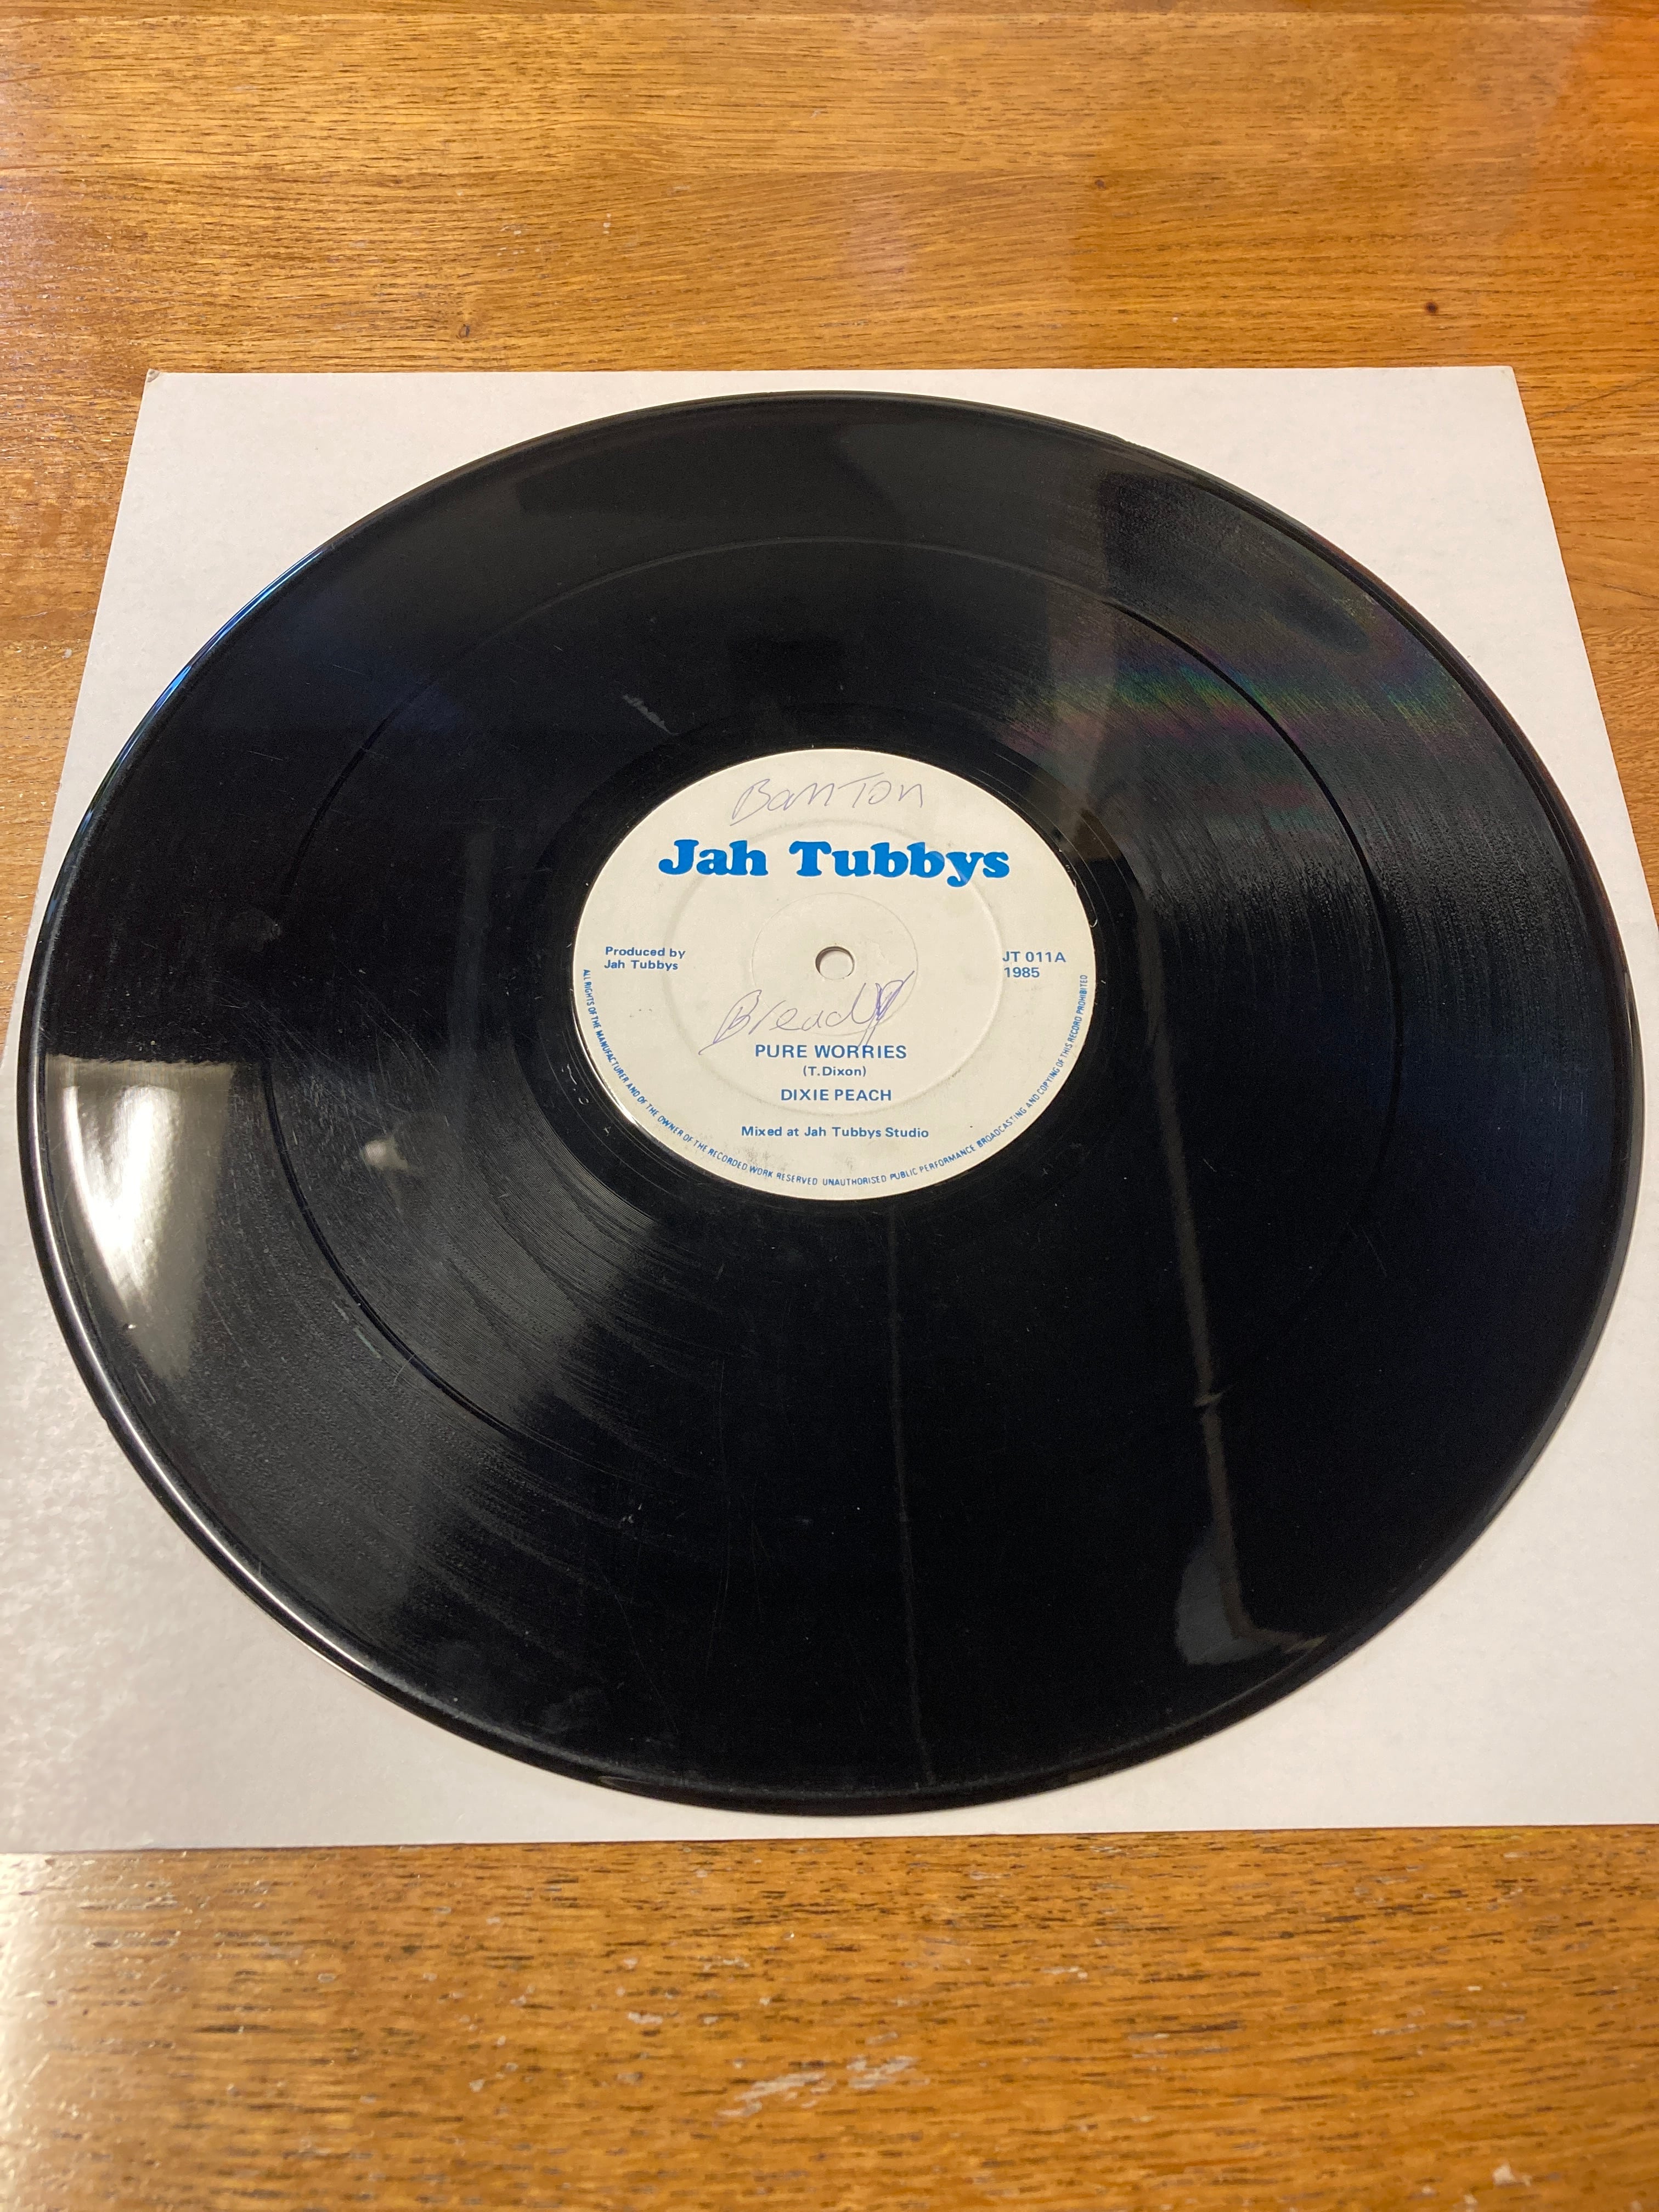 BanTon
Jah Tubbys
Produced by
Jah Tubbys
JT 011A
1985
PURE WORRIES
(T.Dixon)
DIXIE PEACH
Mixed at Jah Tubbys Studio
ALL RIGHTS OF THE MANUFACTURER AND OF THE OWNER OF THE RECORDED WORK RESERVED UNAUTHORISED PUBLIC PERFORMANCE BROADCASTING AND COPYING OF THIS RECORD PROHIBITED